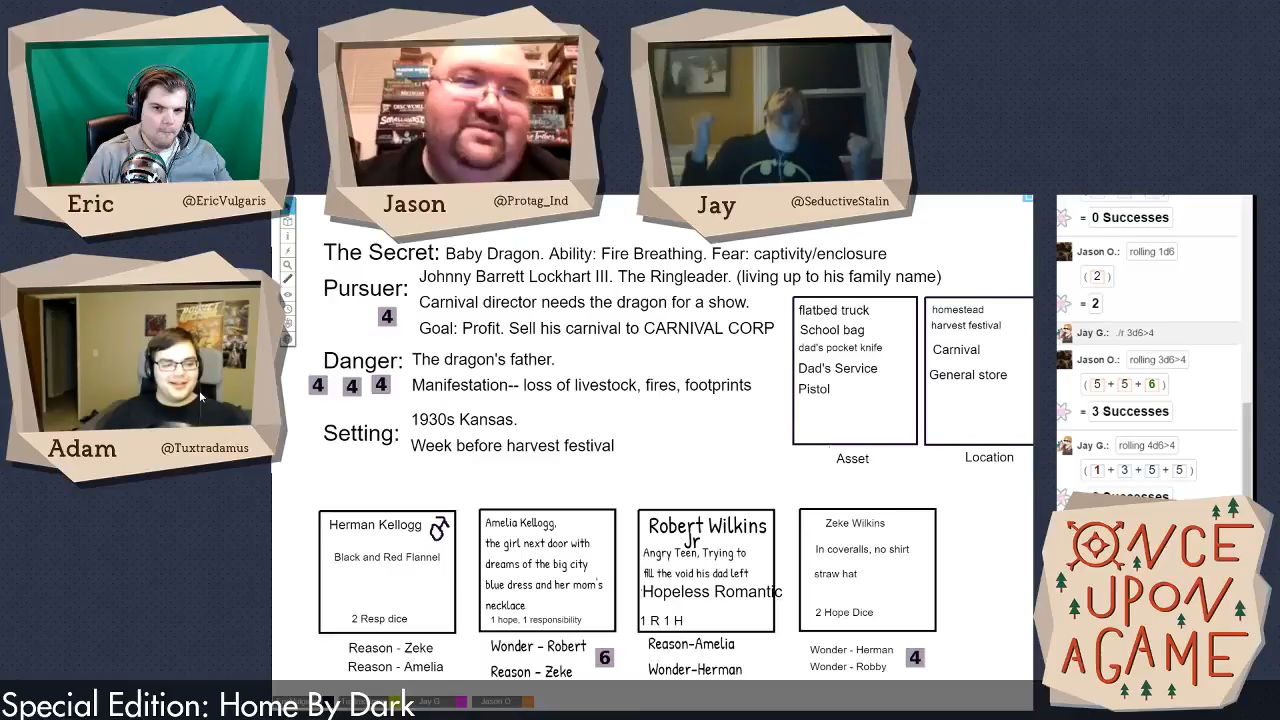 Eric @EricVulgaris
Jason @Protag_Ind
Jay @SeductiveStalin
Adam @Tuxtradamus
The Secret: Baby Dragon. Ability: Fire Breathing. Fear: captivity/enclosure
Pursuer: Johnny Barrett Lockhart III. The Ringleader. (living up to his family name)
4 Carnival director needs the dragon for a show.
Goal: Profit. Sell his carnival to CARNIVAL CORP
Danger: The dragon's father.
4 4 4 Manifestation-- loss of livestock, fires, footprints
Setting: 1930s Kansas.
Week before harvest festival
flatbed truck
School bag
dad's pocket knife
Dad's Service
Pistol
Asset
homestead
harvest festival
Carnival
General store
Location
Herman Kellogg
Black and Red Flannel
2 Resp dice
Reason - Zeke
Reason - Amelia
Amelia Kellogg,
the girl next door with
dreams of the big city
blue dress and her mom's
necklace
1 hope, 1 responsibility
Wonder - Robert
Reason - Zeke
6
Robert Wilkins
Jr
Angry Teen, Trying to
fill the void his dad left
Hopeless Romantic
1 R 1 H
Reason-Amelia
Wonder-Herman
Zeke Wilkins
In coveralls, no shirt
straw hat
2 Hope Dice
Wonder - Herman
Wonder - Robby
4
= 0 Successes
Jason O.: rolling 1d6
( 2 )
= 2
Jay G.: /r 3d6>4
Jason O.: rolling 3d6>4
( 5 + 5 + 6 )
= 3 Successes
Jay G.: rolling 4d6>4
( 1 + 3 + 5 + 5 )
ONCE
UPON
A GAME
Jay G
Jason O
Special Edition: Home By Dark